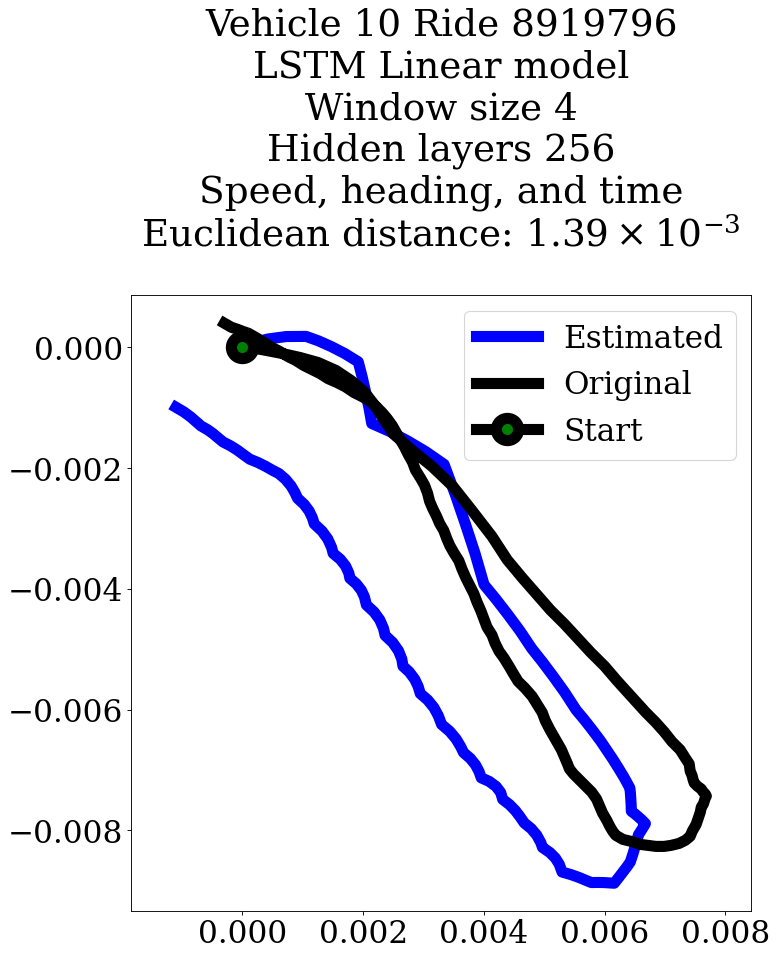 Vehicle 10 Ride 8919796
LSTM Linear model
Window size 4
Hidden layers 256
Speed, heading, and time
Euclidean distance: 1.39 × 10⁻³
Estimated
Original
Start
0.000
−0.002
−0.004
−0.006
−0.008
0.000 0.002 0.004 0.006 0.008